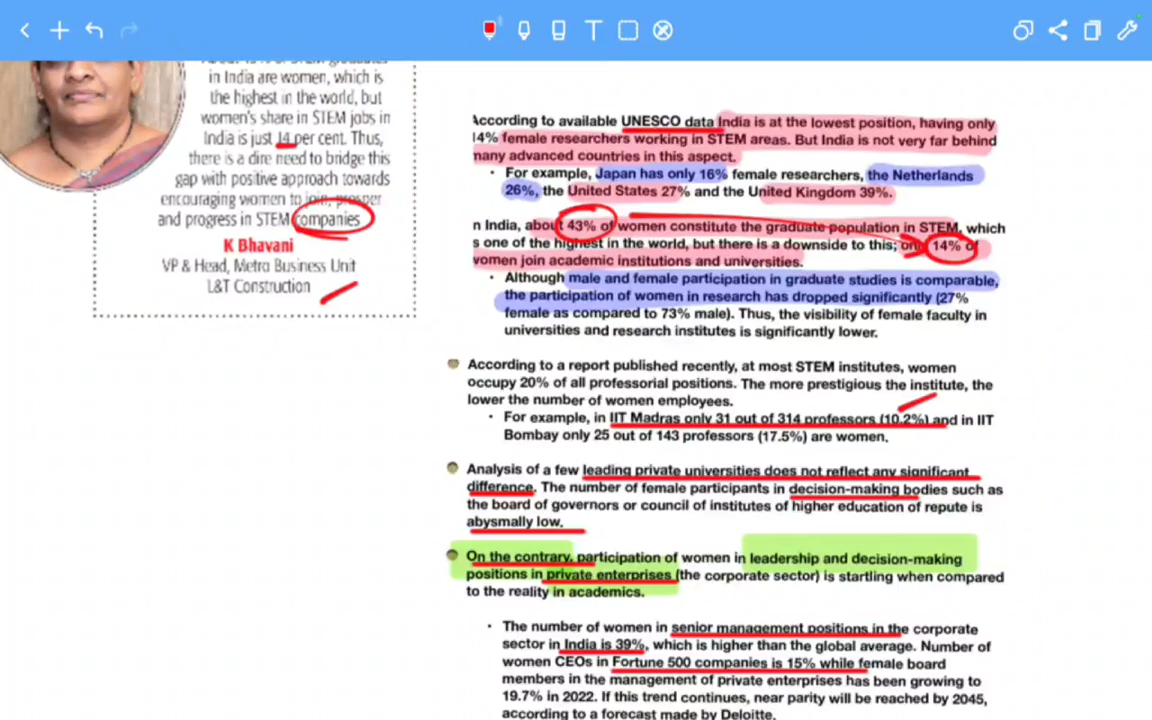 in India are women, which is
the highest in the world, but
women's share in STEM jobs in
India is just 14 per cent. Thus,
there is a dire need to bridge this
gap with positive approach towards
encouraging women to join, prosper
and progress in STEM companies
K Bhavani
VP & Head, Metro Business Unit
L&T Construction
According to available UNESCO data India is at the lowest position, having only
14% female researchers working in STEM areas. But India is not very far behind
many advanced countries in this aspect.
• For example, Japan has only 16% female researchers, the Netherlands
26%, the United States 27% and the United Kingdom 39%.
n India, about 43% of women constitute the graduate population in STEM, which
s one of the highest in the world, but there is a downside to this; only 14% of
women join academic institutions and universities.
• Although male and female participation in graduate studies is comparable,
the participation of women in research has dropped significantly (27%
female as compared to 73% male). Thus, the visibility of female faculty in
universities and research institutes is significantly lower.
According to a report published recently, at most STEM institutes, women
occupy 20% of all professorial positions. The more prestigious the institute, the
lower the number of women employees.
• For example, in IIT Madras only 31 out of 314 professors (10.2%) and in IIT
Bombay only 25 out of 143 professors (17.5%) are women.
Analysis of a few leading private universities does not reflect any significant
difference. The number of female participants in decision-making bodies such as
the board of governors or council of institutes of higher education of repute is
abysmally low.
On the contrary, participation of women in leadership and decision-making
positions in private enterprises (the corporate sector) is startling when compared
to the reality in academics.
• The number of women in senior management positions in the corporate
sector in India is 39%, which is higher than the global average. Number of
women CEOs in Fortune 500 companies is 15% while female board
members in the management of private enterprises has been growing to
19.7% in 2022. If this trend continues, near parity will be reached by 2045,
according to a forecast made by Deloitte.